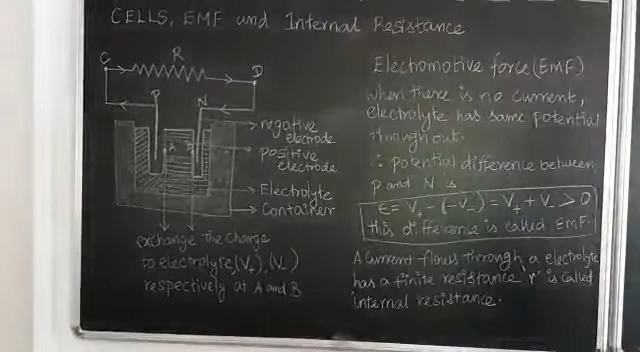 CELLS, EMF and Internal Resistance
R
C
D
P
N
A
B
negative
electrode
positive
electrode
Electrolyte
Container
exchange the charge
to electrolyte,(V+),(V-)
respectively at A and B
Electromotive force(EMF)
when there is no current,
electrolyte has same potential
throughout.
∴ potential difference between
P and N is
ε= V+ - (-V-) = V+ + V- > 0
this difference is called EMF.
A current flows through a electrolyte
has a finite resistance 'r' is called
internal resistance.